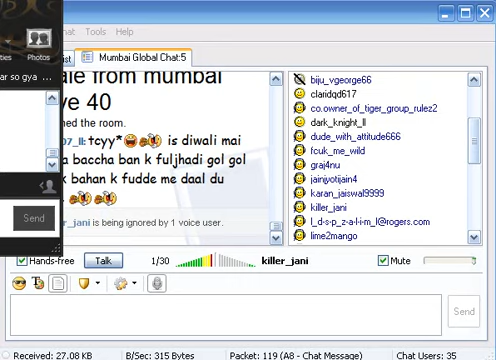 Tools
Help
ties
Photos
ar so gya ...
ist
Mumbai Global Chat:5
ale from mumbai
ve 40
ned the room.
07_ll: tcyy* is diwali mai
a baccha ban k fuljhadi gol gol
k bahan k fudde me daal du
_jani is being ignored by 1 voice user.
biju_vgeorge66
claridqd617
co.owner_of_tiger_group_rulez2
dark_knight_ll
dude_with_attitude666
fcuk_me_wild
graj4nu
jainjyotijain4
karan_jaiswal9999
killer_jani
l_d-s_p_z_a-l_i-m_l@rogers.com
lime2mango
Send
Hands-free
Talk
1/30
killer_jani
Mute
Send
Received: 27.08 KB
B/Sec: 315 Bytes
Packet: 119 (A8 - Chat Message)
Chat Users: 35